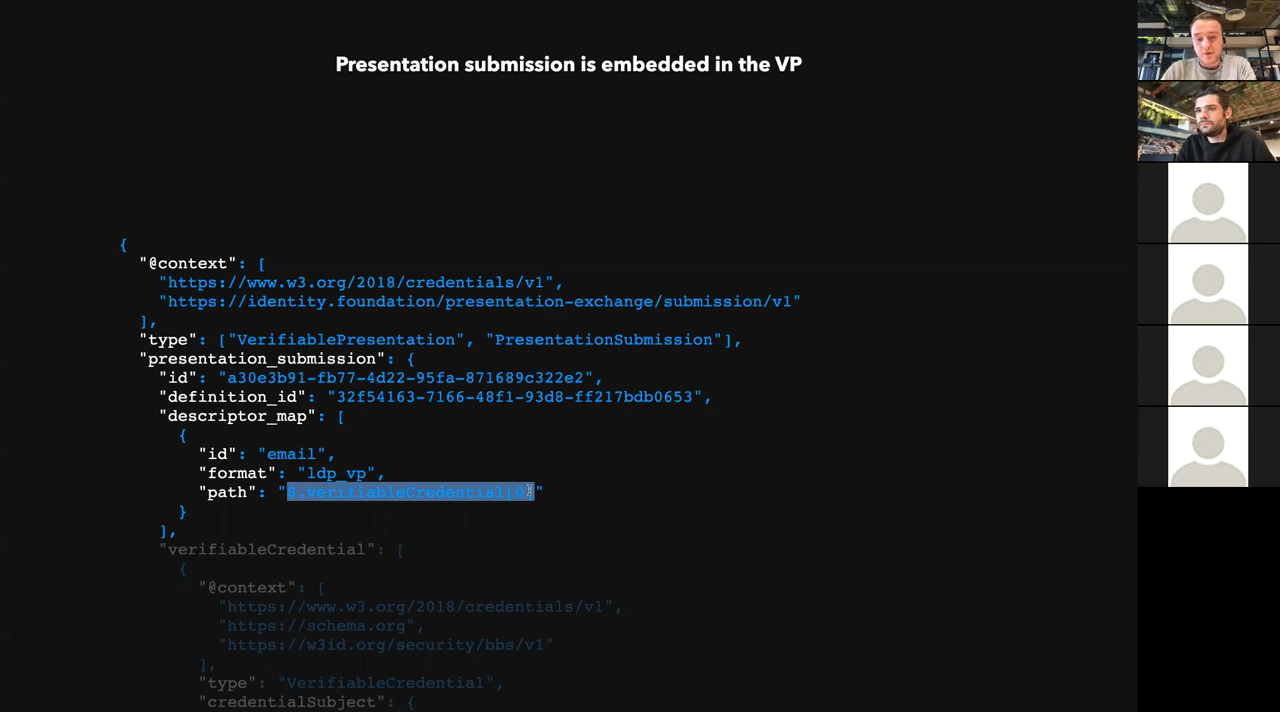 Presentation submission is embedded in the VP
{
"@context": [
"https://www.w3.org/2018/credentials/v1",
"https://identity.foundation/presentation-exchange/submission/v1"
],
"type": ["VerifiablePresentation", "PresentationSubmission"],
"presentation_submission": {
"id": "a30e3b91-fb77-4d22-95fa-871689c322e2",
"definition_id": "32f54163-7166-48f1-93d8-ff217bdb0653",
"descriptor_map": [
{
"id": "email",
"format": "ldp_vp",
"path": "$.verifiableCredential[0]"
}
],
"verifiableCredential": [
{
"@context": [
"https://www.w3.org/2018/credentials/v1",
"https://schema.org",
"https://w3id.org/security/bbs/v1"
],
"type": "VerifiableCredential",
"credentialSubject": {